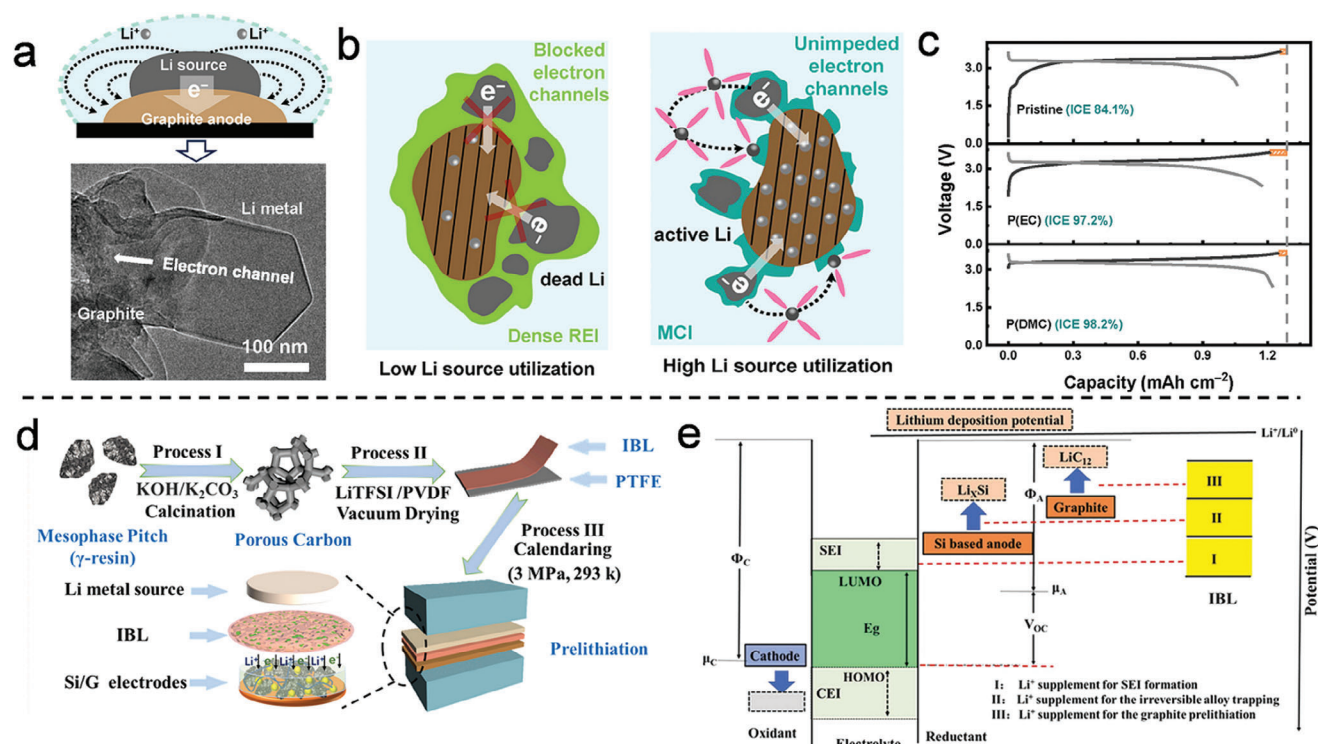 a
Li⁺
Li⁺
Li source
e⁻
Graphite anode
Li metal
Electron channel
Graphite
100 nm
b
Blocked
electron
channels
e⁻
e⁻
dead Li
Dense REI
Low Li source utilization
Unimpeded
electron
channels
e⁻
active Li
e⁻
MCI
High Li source utilization
c
Voltage (V)
3.0
1.5
Pristine (ICE 84.1%)
3.0
1.5
P(EC) (ICE 97.2%)
3.0
0.0
P(DMC) (ICE 98.2%)
0.0 0.3 0.6 0.9 1.2
Capacity (mAh cm⁻²)
d
Process I
KOH/K₂CO₃
Calcination
Process II
LiTFSI /PVDF
Vacuum Drying
IBL
PTFE
Mesophase Pitch
(γ-resin)
Porous Carbon
Process III
Calendaring
(3 MPa, 293 k)
Li metal source
IBL
Li⁺ e⁻ Li⁺ e⁻ Li⁺ e⁻
Si/G electrodes
Prelithiation
e
Lithium deposition potential
Li⁺/Li⁰
LiC₁₂
Φ_A
LiₓSi
Graphite
Si based anode
III
II
I
IBL
Potential (V)
Φ_C
SEI
LUMO
Eg
μ_A
V_OC
μ_C
Cathode
HOMO
CEI
Oxidant
Electrolyte
Reductant
I: Li⁺ supplement for SEI formation
II: Li⁺ supplement for the irreversible alloy trapping
III: Li⁺ supplement for the graphite prelithiation